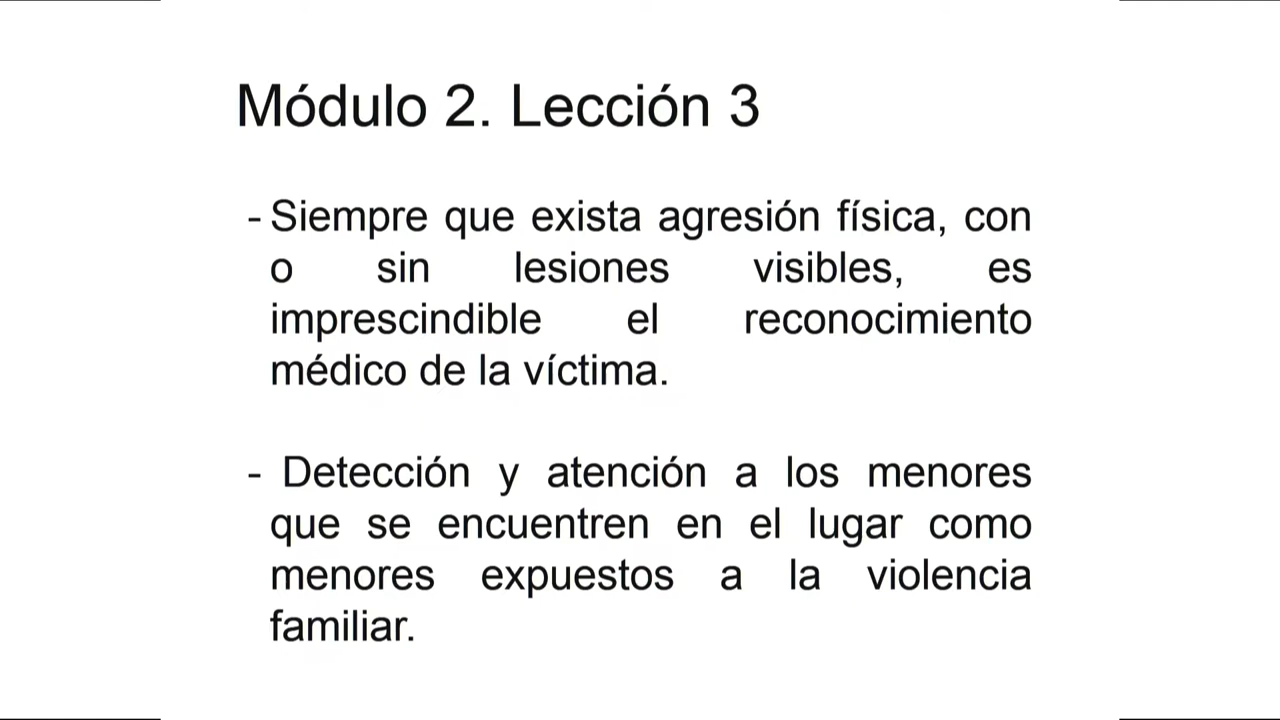 Módulo 2. Lección 3
- Siempre que exista agresión física, con
o sin lesiones visibles, es
imprescindible el reconocimiento
médico de la víctima.
- Detección y atención a los menores
que se encuentren en el lugar como
menores expuestos a la violencia
familiar.